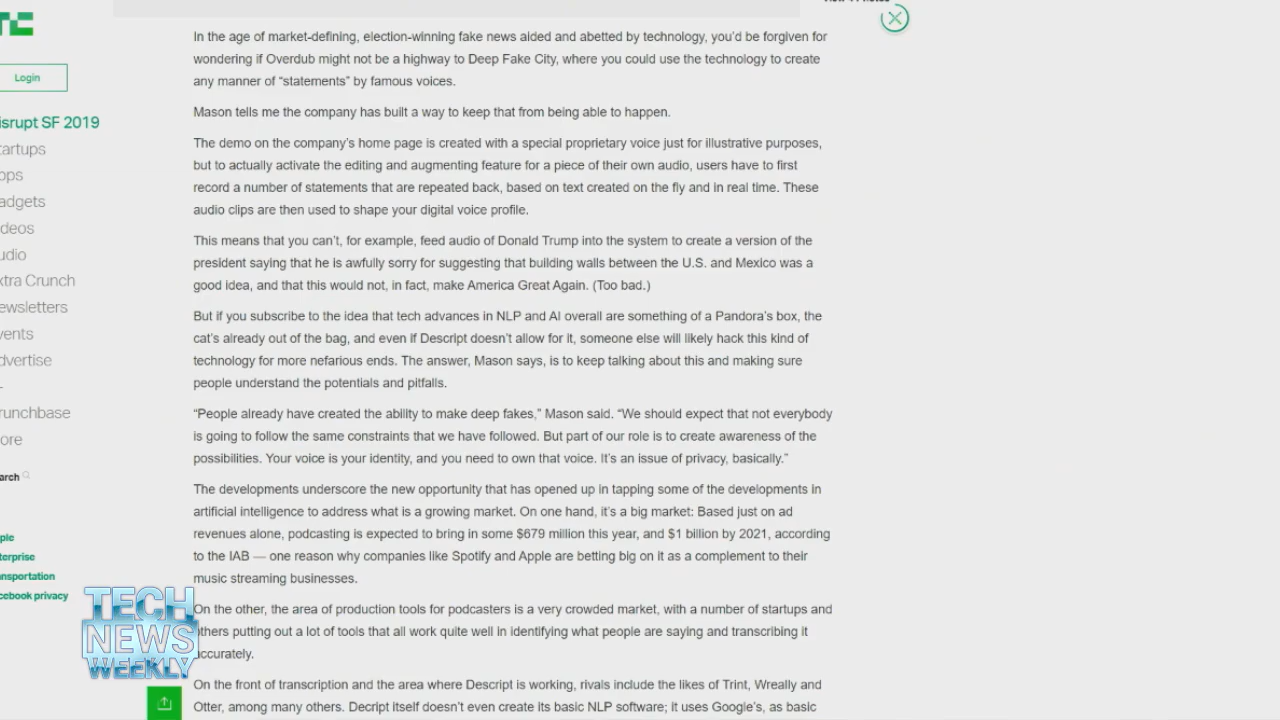 Login
isrupt SF 2019
tartups
pps
adgets
ideos
udio
xtra Crunch
ewsletters
vents
dvertise
runchbase
ore
arch
ple
terprise
ansportation
cebook privacy
In the age of market-defining, election-winning fake news aided and abetted by technology, you’d be forgiven for
wondering if Overdub might not be a highway to Deep Fake City, where you could use the technology to create
any manner of “statements” by famous voices.
Mason tells me the company has built a way to keep that from being able to happen.
The demo on the company’s home page is created with a special proprietary voice just for illustrative purposes,
but to actually activate the editing and augmenting feature for a piece of their own audio, users have to first
record a number of statements that are repeated back, based on text created on the fly and in real time. These
audio clips are then used to shape your digital voice profile.
This means that you can’t, for example, feed audio of Donald Trump into the system to create a version of the
president saying that he is awfully sorry for suggesting that building walls between the U.S. and Mexico was a
good idea, and that this would not, in fact, make America Great Again. (Too bad.)
But if you subscribe to the idea that tech advances in NLP and AI overall are something of a Pandora’s box, the
cat’s already out of the bag, and even if Descript doesn’t allow for it, someone else will likely hack this kind of
technology for more nefarious ends. The answer, Mason says, is to keep talking about this and making sure
people understand the potentials and pitfalls.
“People already have created the ability to make deep fakes,” Mason said. “We should expect that not everybody
is going to follow the same constraints that we have followed. But part of our role is to create awareness of the
possibilities. Your voice is your identity, and you need to own that voice. It’s an issue of privacy, basically.”
The developments underscore the new opportunity that has opened up in tapping some of the developments in
artificial intelligence to address what is a growing market. On one hand, it’s a big market: Based just on ad
revenues alone, podcasting is expected to bring in some $679 million this year, and $1 billion by 2021, according
to the IAB — one reason why companies like Spotify and Apple are betting big on it as a complement to their
music streaming businesses.
On the other, the area of production tools for podcasters is a very crowded market, with a number of startups and
others putting out a lot of tools that all work quite well in identifying what people are saying and transcribing it
accurately.
On the front of transcription and the area where Descript is working, rivals include the likes of Trint, Wreally and
Otter, among many others. Decript itself doesn’t even create its basic NLP software; it uses Google’s, as basic
TECH
NEWS
WEEKLY